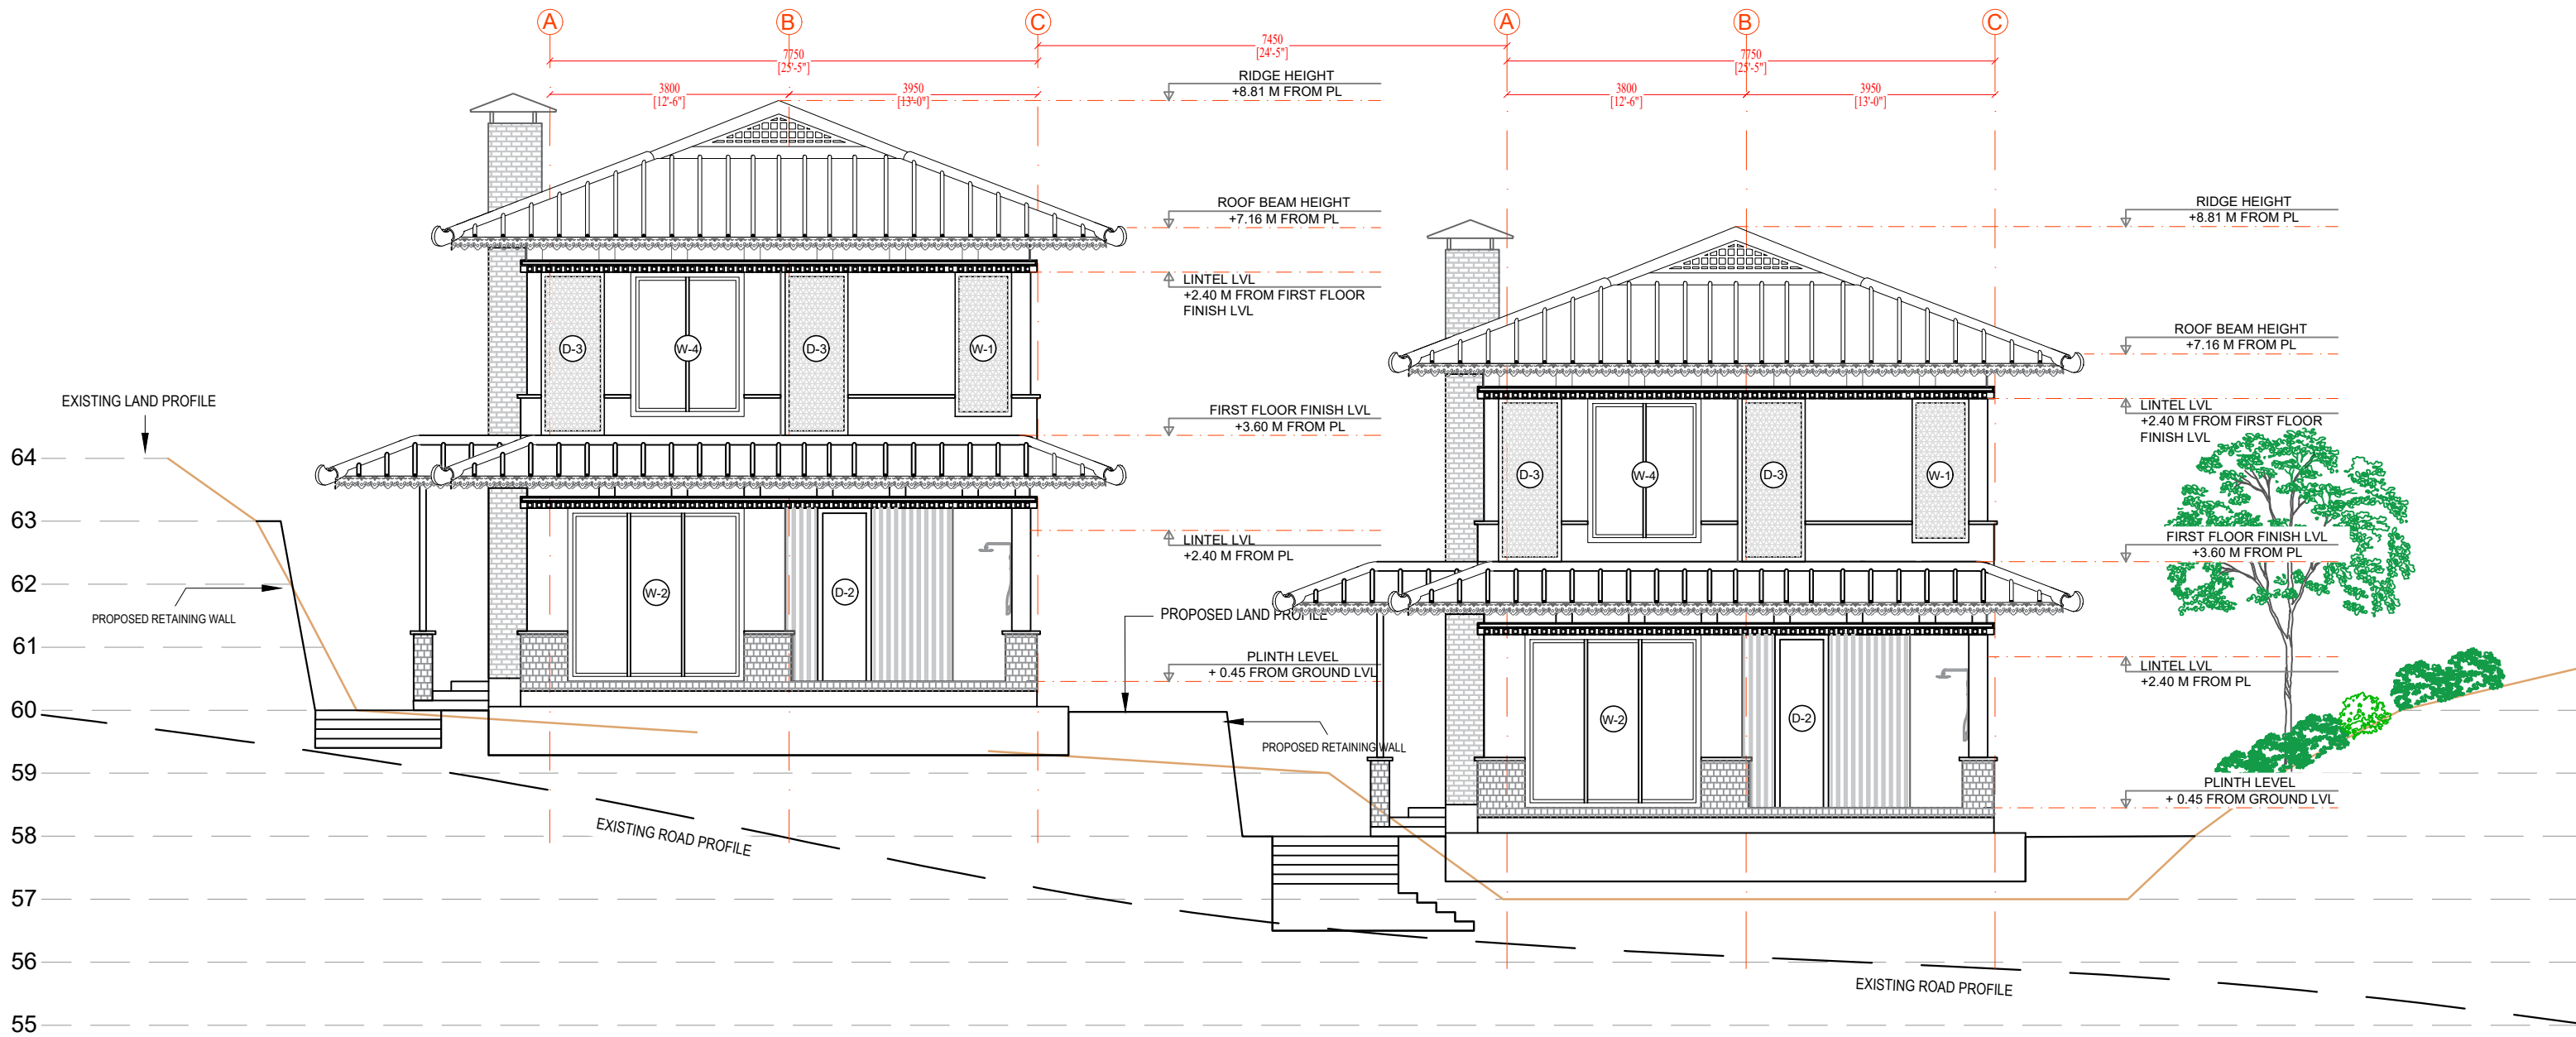 A
B
C
A
B
C
7750
[25'-5"]
7450
[24'-5"]
7750
[25'-5"]
3800
[12'-6"]
3950
[13'-0"]
3800
[12'-6"]
3950
[13'-0"]
RIDGE HEIGHT
+8.81 M FROM PL
ROOF BEAM HEIGHT
+7.16 M FROM PL
LINTEL LVL
+2.40 M FROM FIRST FLOOR
FINISH LVL
FIRST FLOOR FINISH LVL
+3.60 M FROM PL
LINTEL LVL
+2.40 M FROM PL
PROPOSED LAND PROFILE
PLINTH LEVEL
+ 0.45 FROM GROUND LVL
PROPOSED RETAINING WALL
D-3
W-4
D-3
W-1
W-2
D-2
RIDGE HEIGHT
+8.81 M FROM PL
ROOF BEAM HEIGHT
+7.16 M FROM PL
LINTEL LVL
+2.40 M FROM FIRST FLOOR
FINISH LVL
FIRST FLOOR FINISH LVL
+3.60 M FROM PL
LINTEL LVL
+2.40 M FROM PL
PLINTH LEVEL
+ 0.45 FROM GROUND LVL
D-3
W-4
D-3
W-1
W-2
D-2
EXISTING LAND PROFILE
PROPOSED RETAINING WALL
EXISTING ROAD PROFILE
EXISTING ROAD PROFILE
64
63
62
61
60
59
58
57
56
55